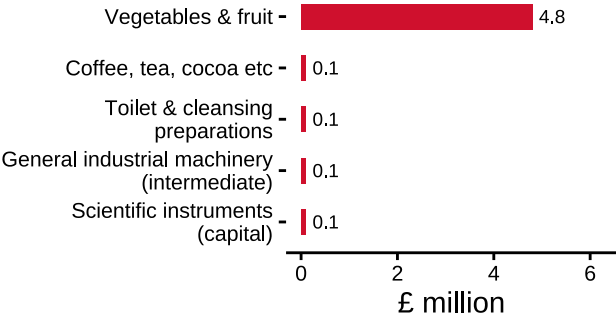 Vegetables & fruit
4.8
Coffee, tea, cocoa etc
0.1
Toilet & cleansing
preparations
0.1
General industrial machinery
(intermediate)
0.1
Scientific instruments
(capital)
0.1
0 2 4 6
£ million